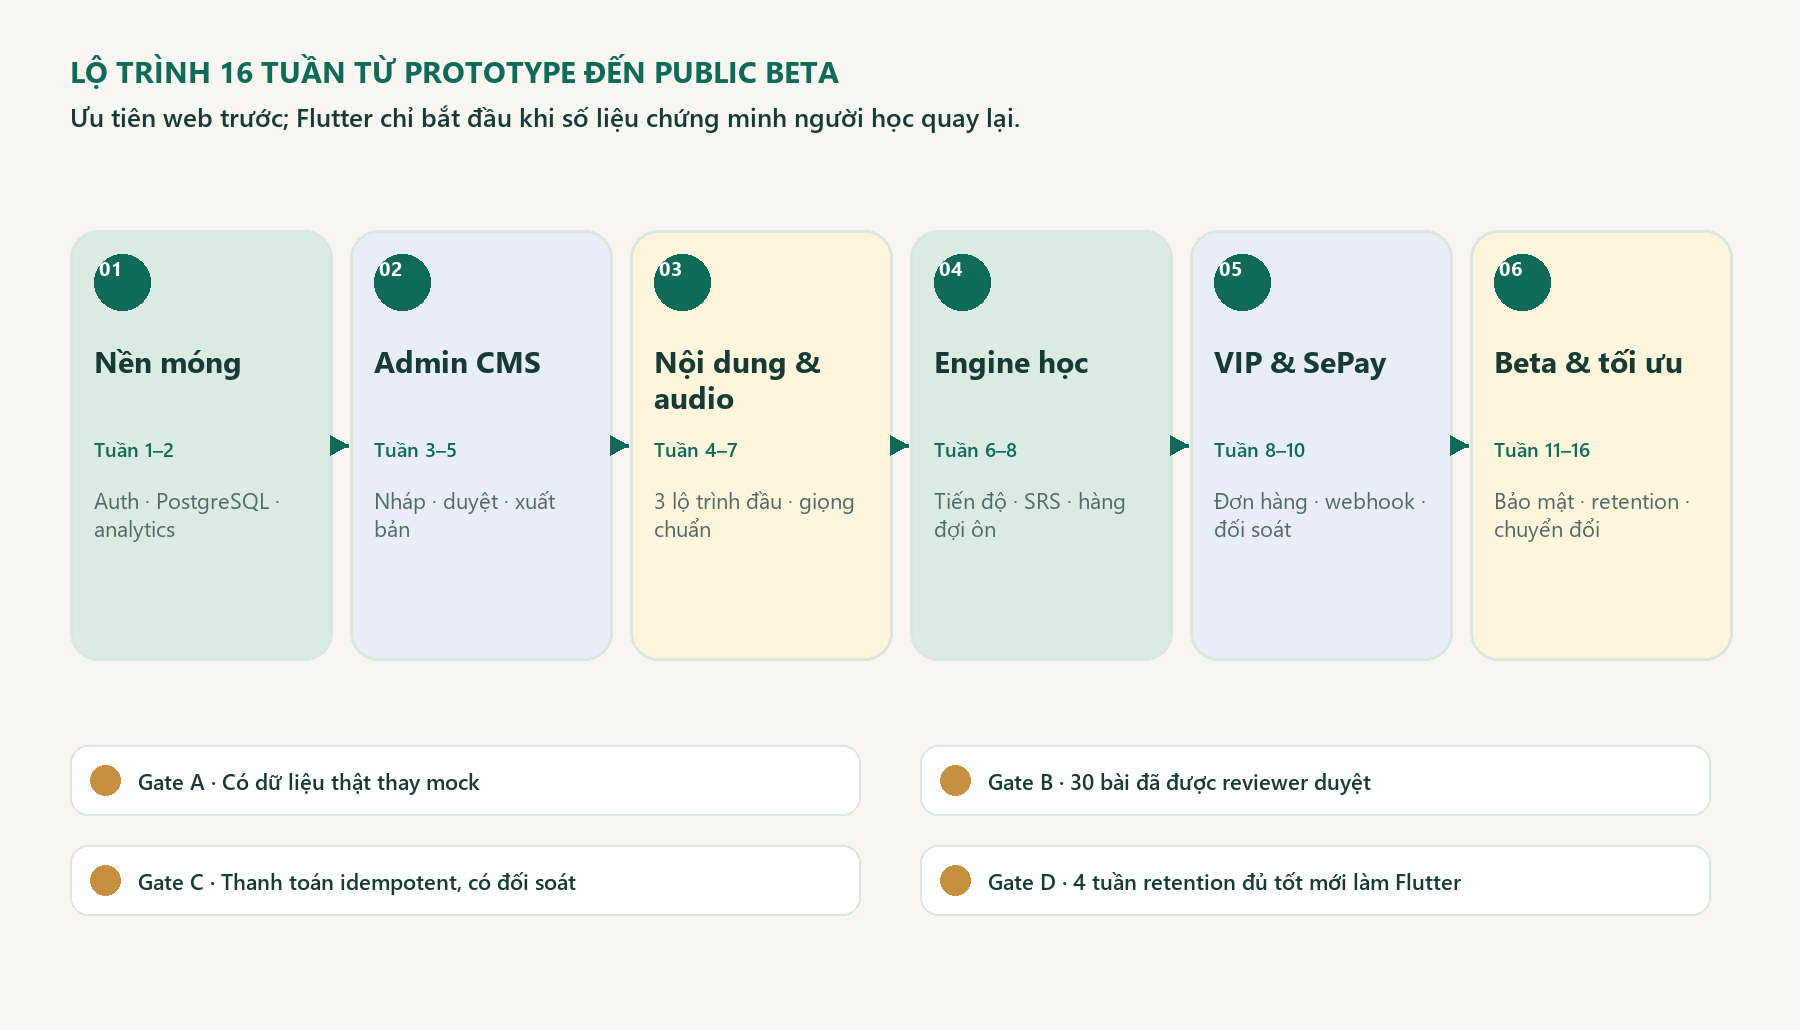 LỘ TRÌNH 16 TUẦN TỪ PROTOTYPE ĐẾN PUBLIC BETA
Ưu tiên web trước; Flutter chỉ bắt đầu khi số liệu chứng minh người học quay lại.
01
Nền móng
Tuần 1–2
Auth · PostgreSQL ·
analytics
02
Admin CMS
Tuần 3–5
Nháp · duyệt · xuất
bản
03
Nội dung &
audio
Tuần 4–7
3 lộ trình đầu · giọng
chuẩn
04
Engine học
Tuần 6–8
Tiến độ · SRS · hàng
đợi ôn
05
VIP & SePay
Tuần 8–10
Đơn hàng · webhook ·
đối soát
06
Beta & tối ưu
Tuần 11–16
Bảo mật · retention ·
chuyển đổi
Gate A · Có dữ liệu thật thay mock
Gate B · 30 bài đã được reviewer duyệt
Gate C · Thanh toán idempotent, có đối soát
Gate D · 4 tuần retention đủ tốt mới làm Flutter